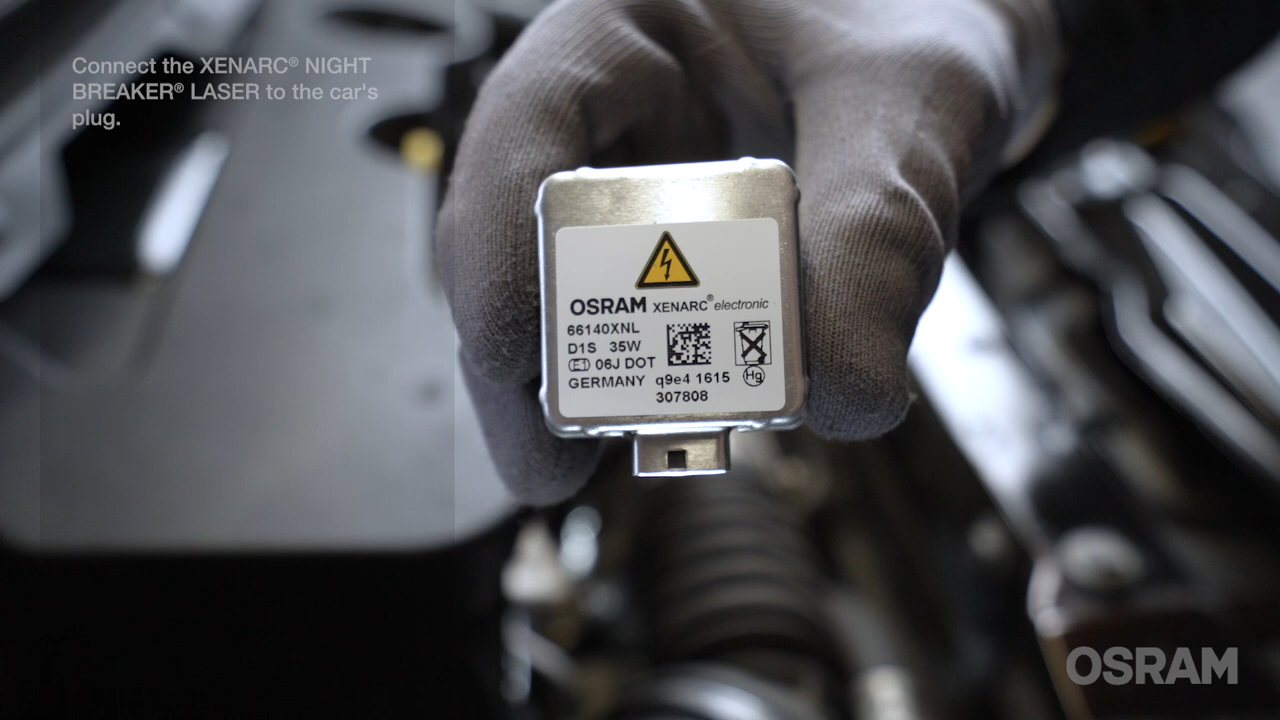 Connect the XENARC® NIGHT
BREAKER® LASER to the car's
plug.
OSRAM XENARC® electronic
66140XNL
D1S 35W
E1 06J DOT
GERMANY q9e4 1615
307808
Hg
OSRAM